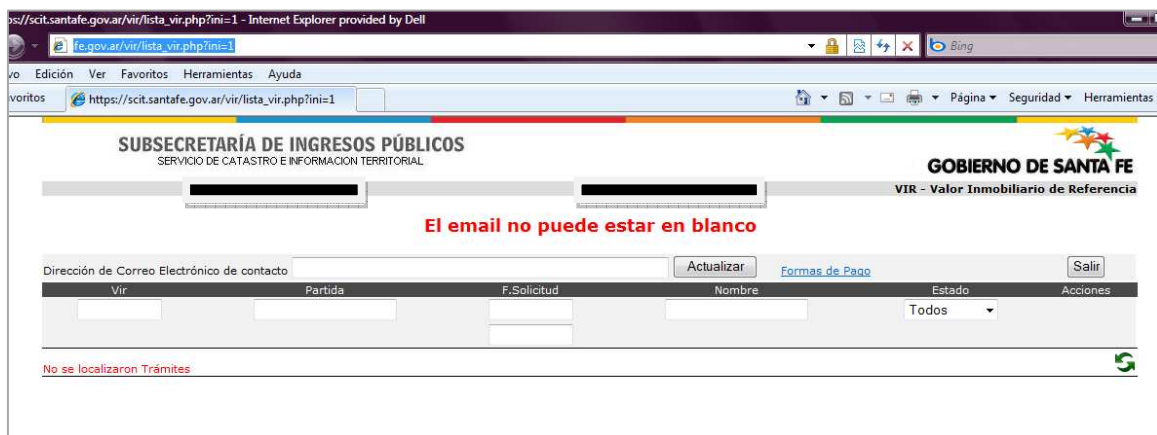 ps://scit.santafe.gov.ar/vir/lista_vir.php?ini=1 - Internet Explorer provided by Dell
fe.gov.ar/vir/lista_vir.php?ini=1
Bing
vo Edición Ver Favoritos Herramientas Ayuda
voritos https://scit.santafe.gov.ar/vir/lista_vir.php?ini=1 Página Seguridad Herramientas
SUBSECRETARÍA DE INGRESOS PÚBLICOS
SERVICIO DE CATASTRO E INFORMACION TERRITORIAL
GOBIERNO DE SANTA FE
VIR - Valor Inmobiliario de Referencia
El email no puede estar en blanco
Dirección de Correo Electrónico de contacto Actualizar Formas de Pago Salir
Vir Partida F.Solicitud Nombre Estado Acciones
Todos
No se localizaron Trámites